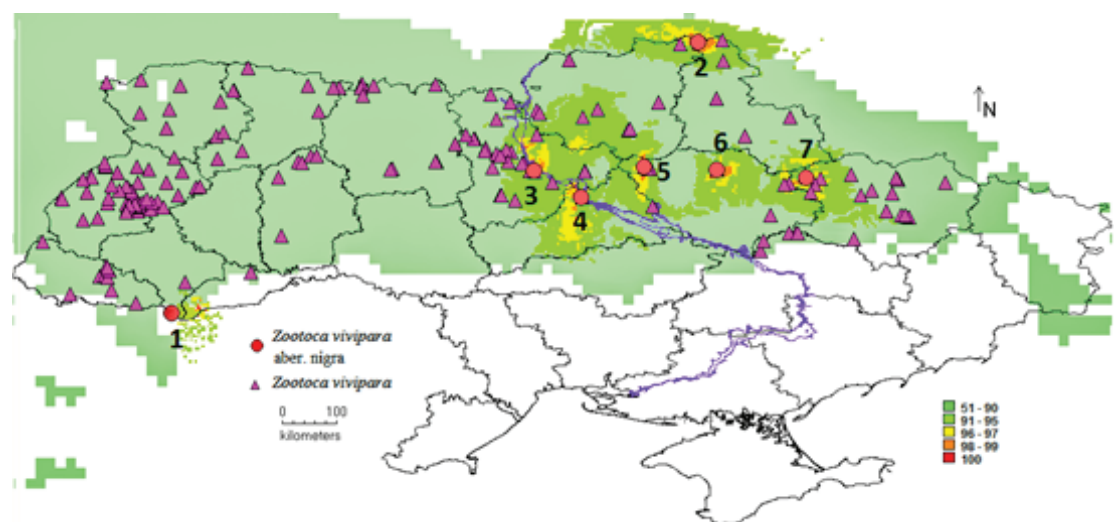 2
N
6
7
5
3
4
1
Zootoca vivipara
aber. nigra
Zootoca vivipara
0 100
kilometers
51 - 90
91 - 95
96 - 97
98 - 99
100